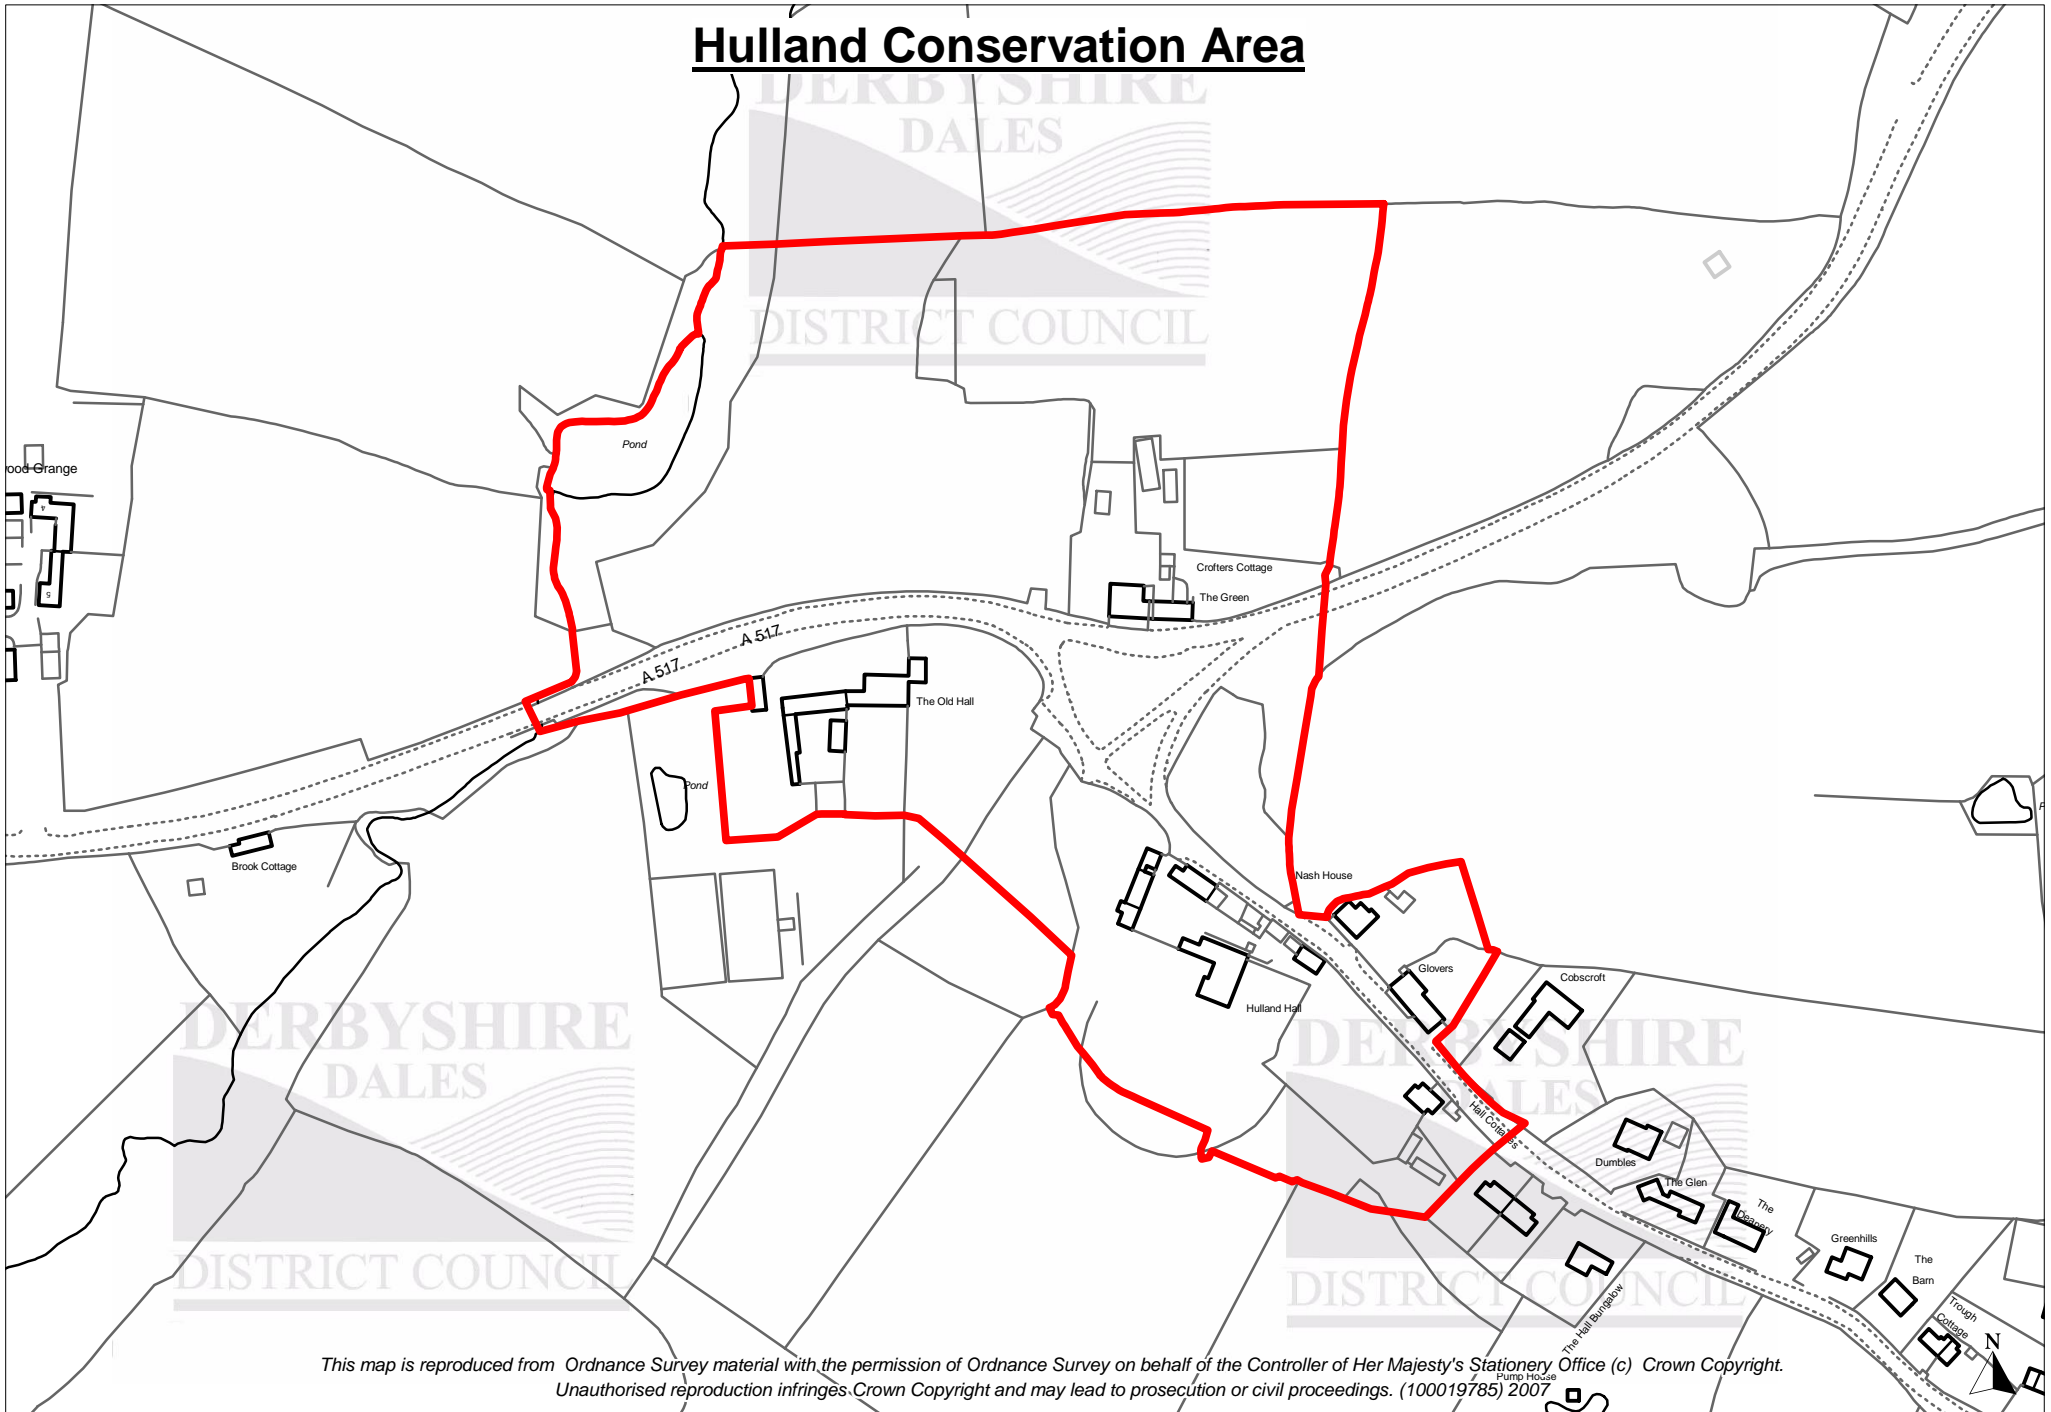 Hulland Conservation Area
DERBYSHIRE
DALES
DISTRICT COUNCIL
Pond
ood Grange
4
5
Crofters Cottage
The Green
A 517
A 517
The Old Hall
Pond
Brook Cottage
Nash House
Glovers
Cobscroft
Hulland Hall
DERBYSHIRE
DALES
DISTRICT COUNCIL
DERBYSHIRE
DALES
DISTRICT COUNCIL
Hall Cottages
Dumbles
The Glen
The
Deanery
Greenhills
The
Barn
Trough
Cottage
The Hall Bungalow
Pump House
N
This map is reproduced from Ordnance Survey material with the permission of Ordnance Survey on behalf of the Controller of Her Majesty's Stationery Office (c) Crown Copyright.
Unauthorised reproduction infringes Crown Copyright and may lead to prosecution or civil proceedings. (100019785) 2007